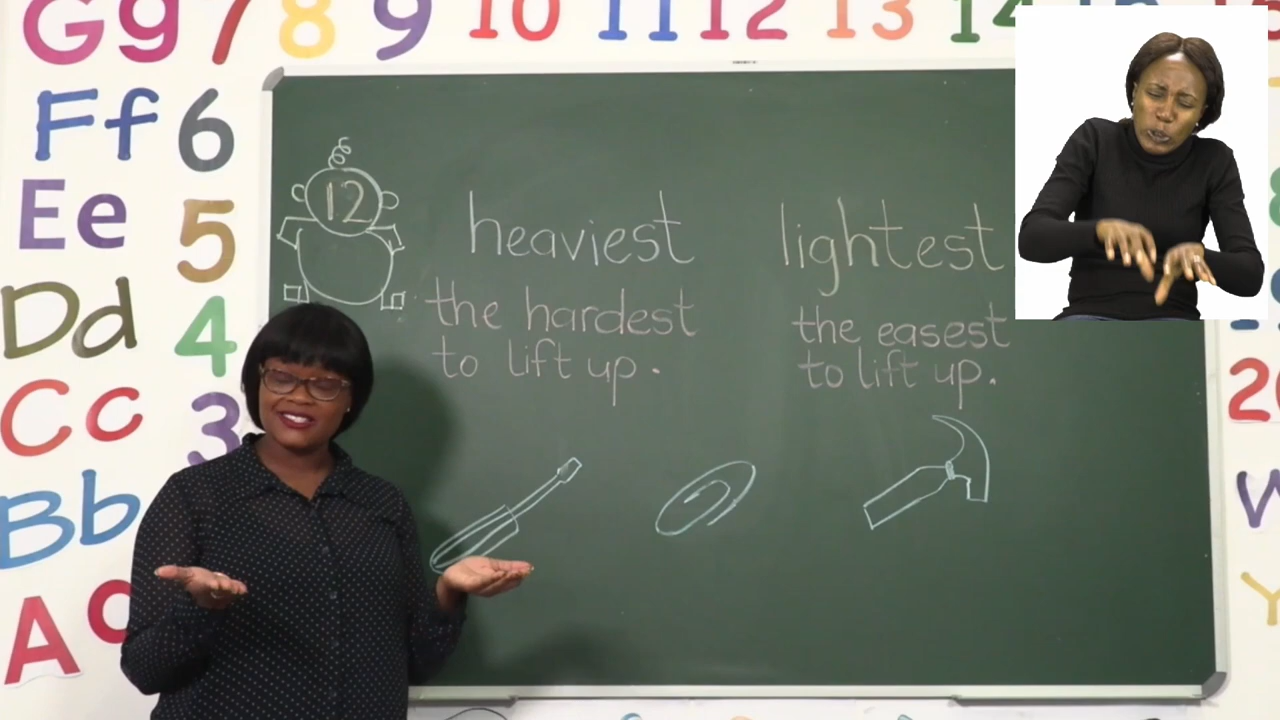 Gg 7 8 9 10 11 12 13 14
Ff 6
Ee 5
Dd 4
Cc 3
Bb
A
12
heaviest
the hardest
to lift up.
lightest
the easest
to lift up.
W
Y